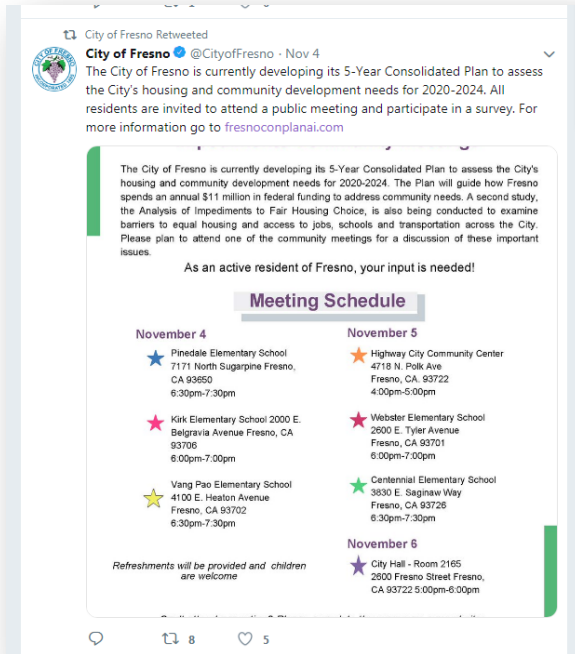 City of Fresno Retweeted
City of Fresno @CityofFresno · Nov 4
The City of Fresno is currently developing its 5-Year Consolidated Plan to assess
the City's housing and community development needs for 2020-2024. All
residents are invited to attend a public meeting and participate in a survey. For
more information go to fresnoconplanai.com
The City of Fresno is currently developing its 5-Year Consolidated Plan to assess the City's
housing and community development needs for 2020-2024. The Plan will guide how Fresno
spends an annual $11 million in federal funding to address community needs. A second study,
the Analysis of Impediments to Fair Housing Choice, is also being conducted to examine
barriers to equal housing and access to jobs, schools and transportation across the City.
Please plan to attend one of the community meetings for a discussion of these important
issues.
As an active resident of Fresno, your input is needed!
Meeting Schedule
November 4
Pinedale Elementary School
7171 North Sugarpine Fresno,
CA 93650
6:30pm-7:30pm
Kirk Elementary School 2000 E.
Belgravia Avenue Fresno, CA
93706
6:00pm-7:00pm
Vang Pao Elementary School
4100 E. Heaton Avenue
Fresno, CA 93702
6:30pm-7:30pm
Refreshments will be provided and children
are welcome
November 5
Highway City Community Center
4718 N. Polk Ave
Fresno, CA. 93722
4:00pm-5:00pm
Webster Elementary School
2600 E. Tyler Avenue
Fresno, CA 93701
6:00pm-7:00pm
Centennial Elementary School
3830 E. Saginaw Way
Fresno, CA 93726
6:30pm-7:30pm
November 6
City Hall - Room 2165
2600 Fresno Street Fresno,
CA 93722 5:00pm-6:00pm
8
5